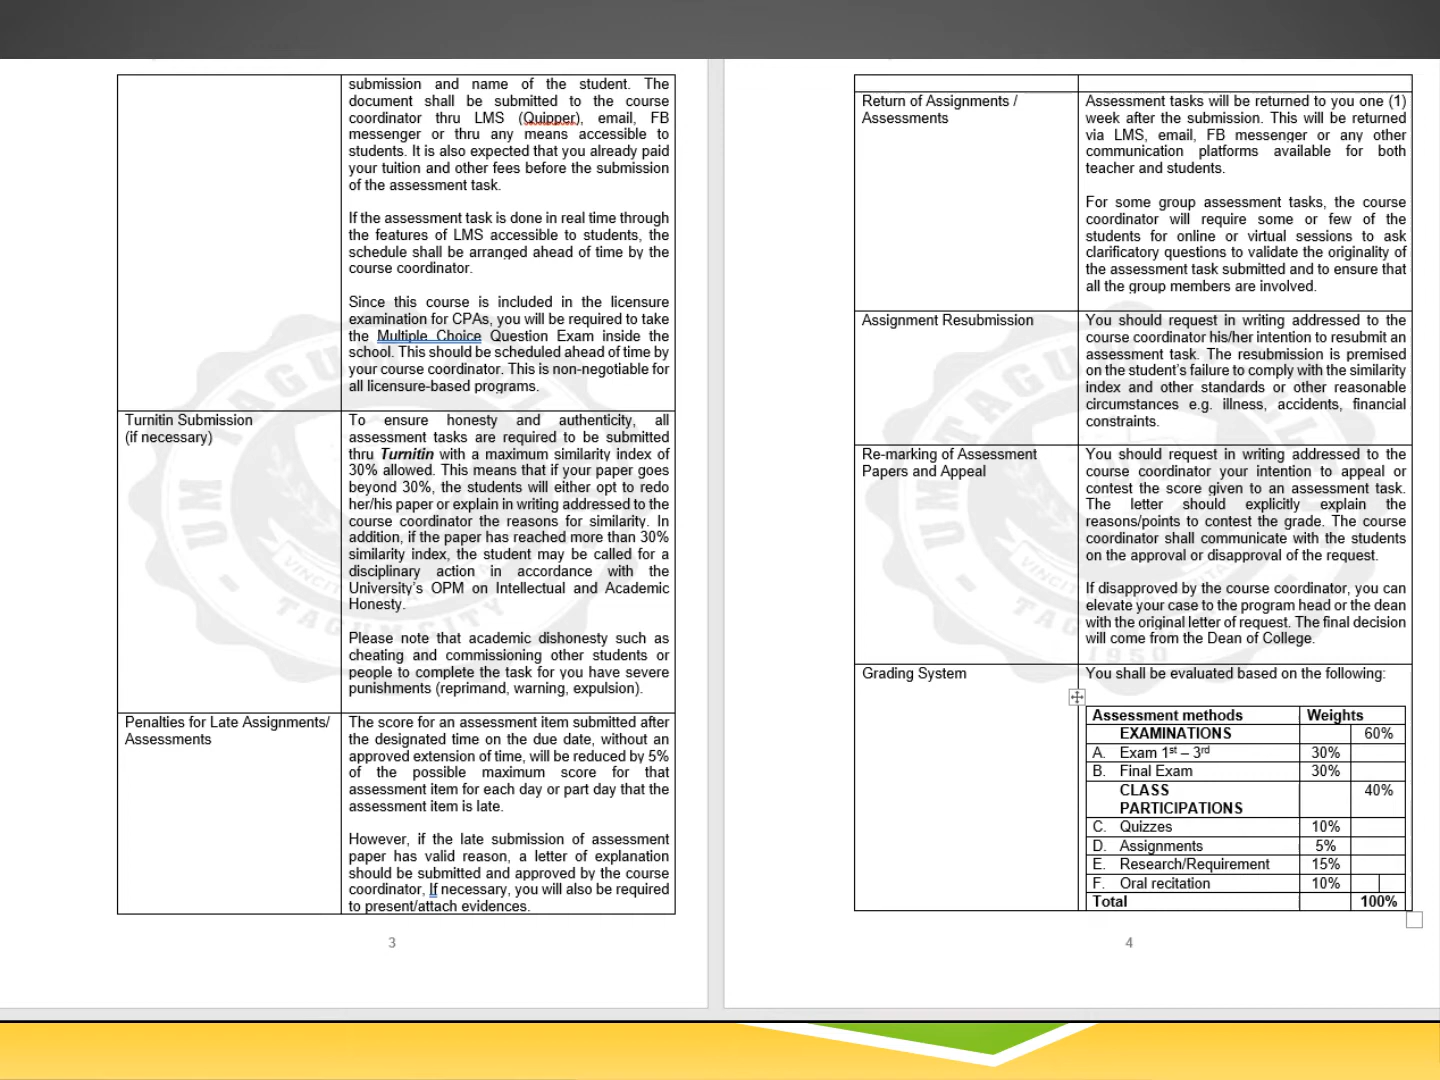 submission and name of the student. The
document shall be submitted to the course
coordinator thru LMS (Quipper), email, FB
messenger or thru any means accessible to
students. It is also expected that you already paid
your tuition and other fees before the submission
of the assessment task.
If the assessment task is done in real time through
the features of LMS accessible to students, the
schedule shall be arranged ahead of time by the
course coordinator.
Since this course is included in the licensure
examination for CPAs, you will be required to take
the Multiple Choice Question Exam inside the
school. This should be scheduled ahead of time by
your course coordinator. This is non-negotiable for
all licensure-based programs.
Turnitin Submission
(if necessary)
To ensure honesty and authenticity, all
assessment tasks are required to be submitted
thru Turnitin with a maximum similarity index of
30% allowed. This means that if your paper goes
beyond 30%, the students will either opt to redo
her/his paper or explain in writing addressed to the
course coordinator the reasons for similarity. In
addition, if the paper has reached more than 30%
similarity index, the student may be called for a
disciplinary action in accordance with the
University's OPM on Intellectual and Academic
Honesty.
Please note that academic dishonesty such as
cheating and commissioning other students or
people to complete the task for you have severe
punishments (reprimand, warning, expulsion).
Penalties for Late Assignments/
Assessments
The score for an assessment item submitted after
the designated time on the due date, without an
approved extension of time, will be reduced by 5%
of the possible maximum score for that
assessment item for each day or part day that the
assessment item is late.
However, if the late submission of assessment
paper has valid reason, a letter of explanation
should be submitted and approved by the course
coordinator, If necessary, you will also be required
to present/attach evidences.
3
Return of Assignments /
Assessments
Assessment tasks will be returned to you one (1)
week after the submission. This will be returned
via LMS, email, FB messenger or any other
communication platforms available for both
teacher and students.
For some group assessment tasks, the course
coordinator will require some or few of the
students for online or virtual sessions to ask
clarificatory questions to validate the originality of
the assessment task submitted and to ensure that
all the group members are involved.
Assignment Resubmission
You should request in writing addressed to the
course coordinator his/her intention to resubmit an
assessment task. The resubmission is premised
on the student's failure to comply with the similarity
index and other standards or other reasonable
circumstances e.g. illness, accidents, financial
constraints.
Re-marking of Assessment
Papers and Appeal
You should request in writing addressed to the
course coordinator your intention to appeal or
contest the score given to an assessment task.
The letter should explicitly explain the
reasons/points to contest the grade. The course
coordinator shall communicate with the students
on the approval or disapproval of the request.
If disapproved by the course coordinator, you can
elevate your case to the program head or the dean
with the original letter of request. The final decision
will come from the Dean of College.
Grading System
You shall be evaluated based on the following:
Assessment methods Weights
EXAMINATIONS 60%
A. Exam 1st – 3rd 30%
B. Final Exam 30%
CLASS 40%
PARTICIPATIONS
C. Quizzes 10%
D. Assignments 5%
E. Research/Requirement 15%
F. Oral recitation 10%
Total 100%
4